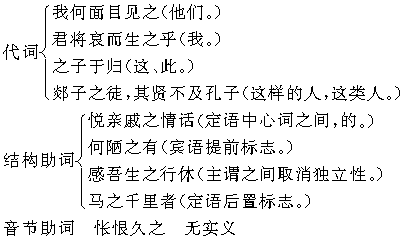 代词
我何面目见之(他们。)
君将哀而生之乎(我。)
之子于归(这、此。)
郯子之徒,其贤不及孔子(这样的人,这类人。)
结构助词
悦亲戚之情话(定语中心词之间,的。)
何陋之有(宾语提前标志。)
感吾生之行休(主谓之间取消独立性。)
马之千里者(定语后置标志。)
音节助词 怅恨久之 无实义